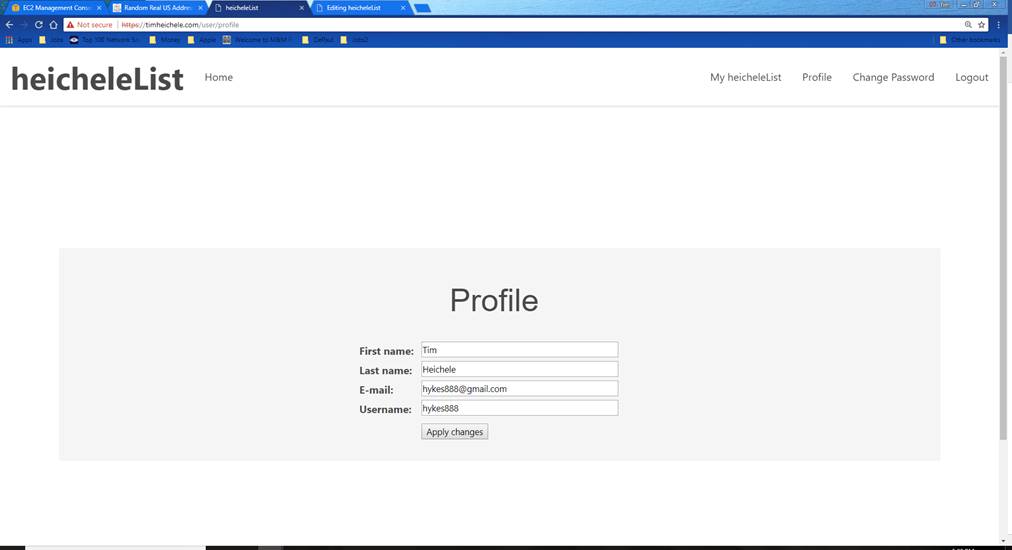 EC2 Management Conso
Random Real US Addres
heicheleList
Editing heicheleList
Tim
Not secure | https://timheichele.com/user/profile
Apps
Jobs
Top 100 Network Sc
Money
Apple
Welcome to M&M
Jobs2
Other bookmarks
heicheleList
Home
My heicheleList
Profile
Change Password
Logout
Profile
First name:
Tim
Last name:
Heichele
E-mail:
hykes888@gmail.com
Username:
hykes888
Apply changes